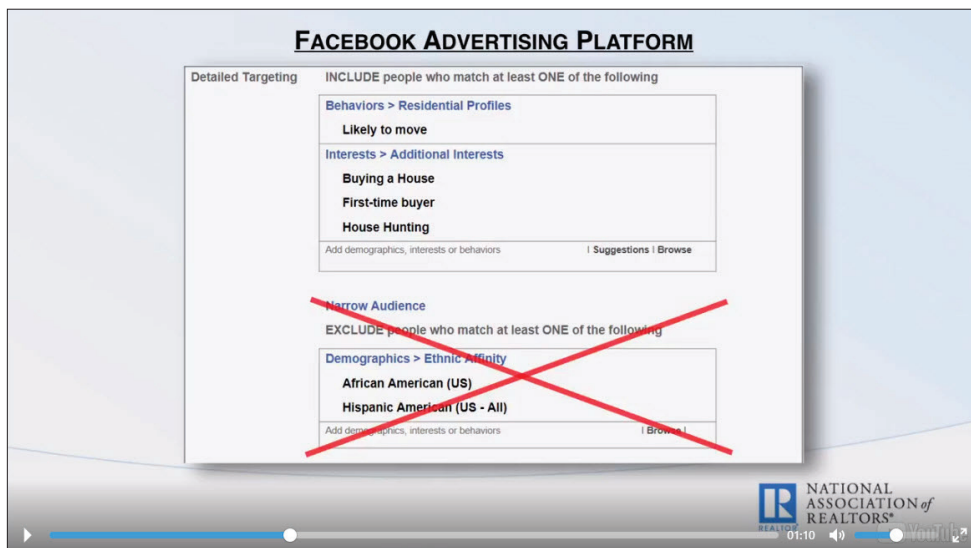 FACEBOOK ADVERTISING PLATFORM
Detailed Targeting INCLUDE people who match at least ONE of the following
Behaviors > Residential Profiles
Likely to move
Interests > Additional Interests
Buying a House
First-time buyer
House Hunting
Add demographics, interests or behaviors | Suggestions | Browse
Narrow Audience
EXCLUDE people who match at least ONE of the following
Demographics > Ethnic Affinity
African American (US)
Hispanic American (US - All)
Add demographics, interests or behaviors | Browse |
R
REALTOR®
NATIONAL
ASSOCIATION of
REALTORS®
01:10
YouTube